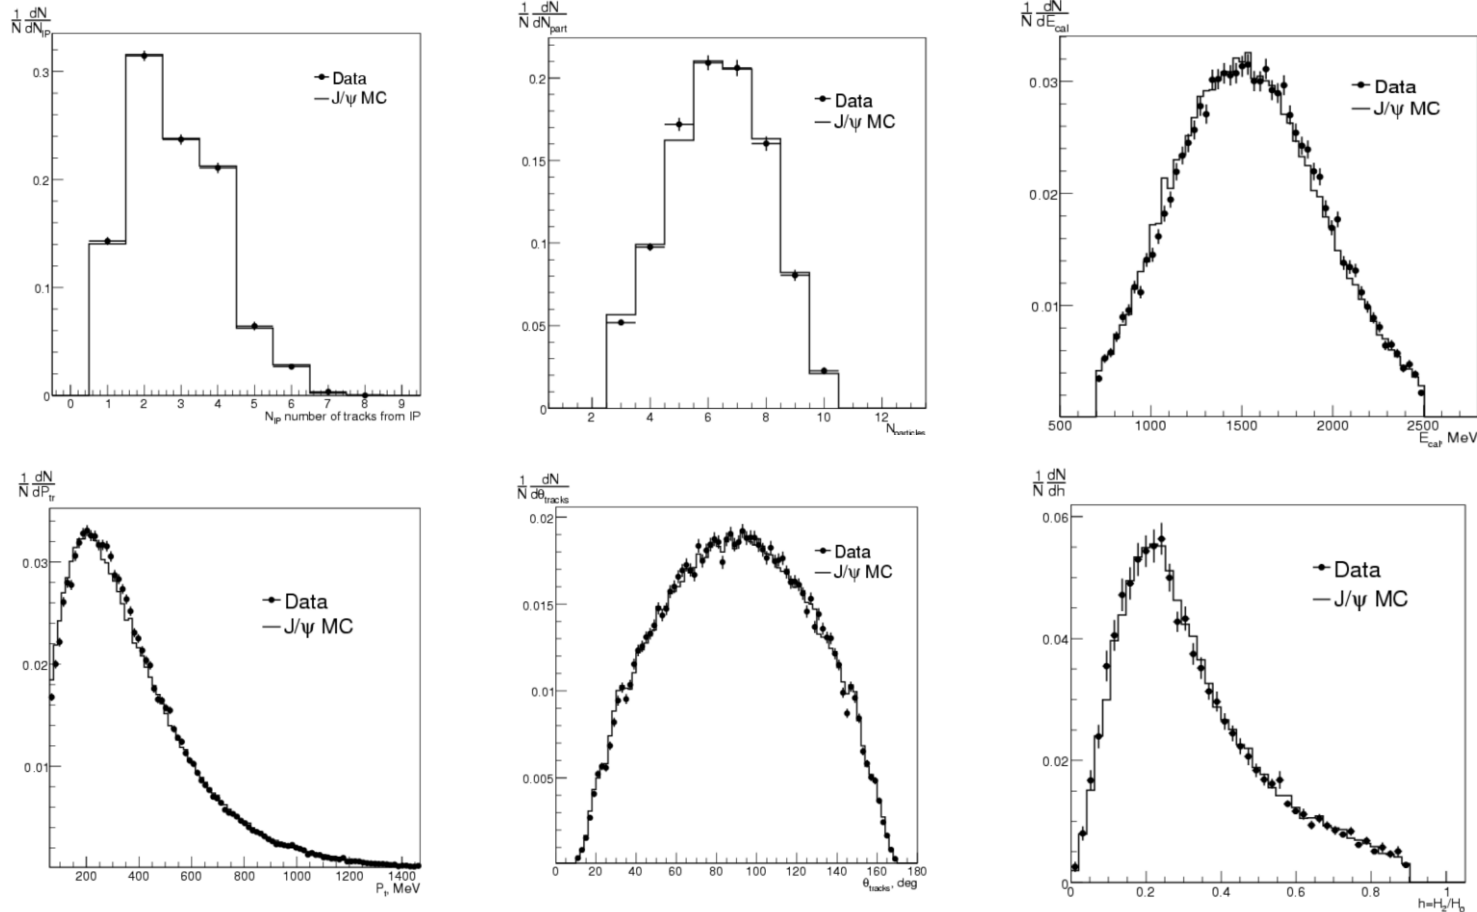 1/N dN/dN_IP
0.3
0.2
0.1
0
0 1 2 3 4 5 6 7 8 9
N_IP number of tracks from IP
Data
J/ψ MC
1/N dN/dN_part
0.2
0.15
0.1
0.05
0
2 4 6 8 10 12
N_particles
Data
J/ψ MC
1/N dN/dE_cal
0.03
0.02
0.01
500 1000 1500 2000 2500
E_cal, MeV
Data
J/ψ MC
1/N dN/dP_tr
0.03
0.02
0.01
200 400 600 800 1000 1200 1400
P_t, MeV
Data
J/ψ MC
1/N dN/dθ_tracks
0.02
0.015
0.01
0.005
0 20 40 60 80 100 120 140 160 180
θ_tracks, deg
Data
J/ψ MC
1/N dN/dh
0.06
0.04
0.02
0
0 0.2 0.4 0.6 0.8 1
h=H_2/H_0
Data
J/ψ MC